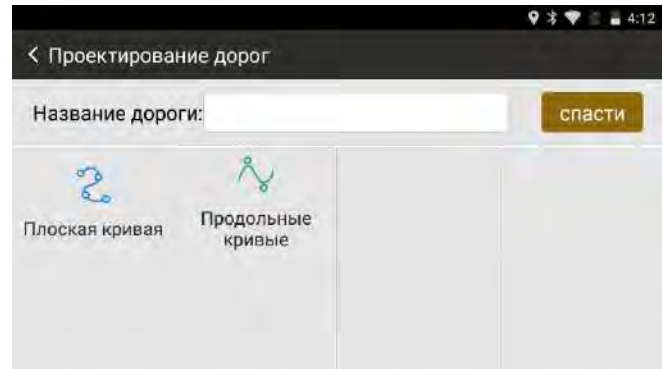 4:12
Проектирование дорог
Название дороги:
спасти
Плоская кривая
Продольные
кривые